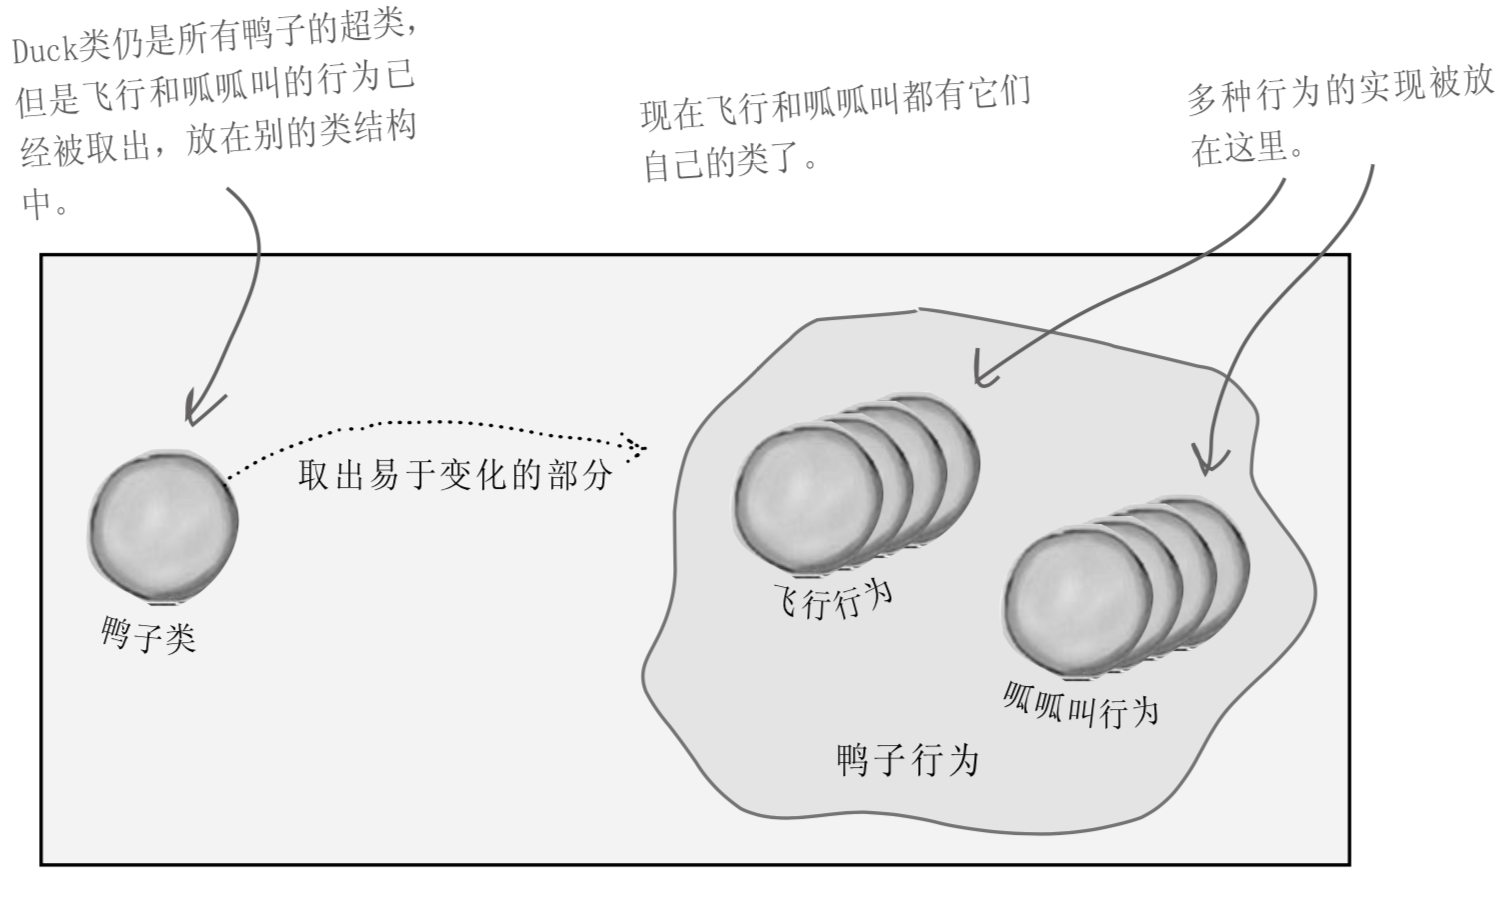 Duck类仍是所有鸭子的超类，
但是飞行和呱呱叫的行为已
经被取出，放在别的类结构
中。
现在飞行和呱呱叫都有它们
自己的类了。
多种行为的实现被放
在这里。
取出易于变化的部分
鸭子类
飞行行为
呱呱叫行为
鸭子行为